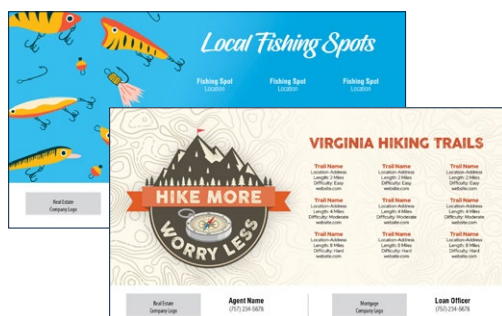 Local Fishing Spots
Fishing Spot
Location
Fishing Spot
Location
Fishing Spot
Location
Real Estate
Company Logo
HIKE MORE
WORRY LESS
VIRGINIA HIKING TRAILS
Trail Name
Location-Address
Length: 2 Miles
Difficulty: Easy
website.com
Trail Name
Location-Address
Length: 2 Miles
Difficulty: Easy
website.com
Trail Name
Location-Address
Length: 2 Miles
Difficulty: Easy
website.com
Trail Name
Location-Address
Length: 4 Miles
Difficulty: Moderate
website.com
Trail Name
Location-Address
Length: 4 Miles
Difficulty: Moderate
website.com
Trail Name
Location-Address
Length: 4 Miles
Difficulty: Moderate
website.com
Trail Name
Location-Address
Length: 8 Miles
Difficulty: Hard
website.com
Trail Name
Location-Address
Length: 8 Miles
Difficulty: Hard
website.com
Trail Name
Location-Address
Length: 8 Miles
Difficulty: Hard
website.com
Real Estate
Company Logo
Agent Name
(757) 234-5678
Mortgage
Company Logo
Loan Officer
(757) 234-5678